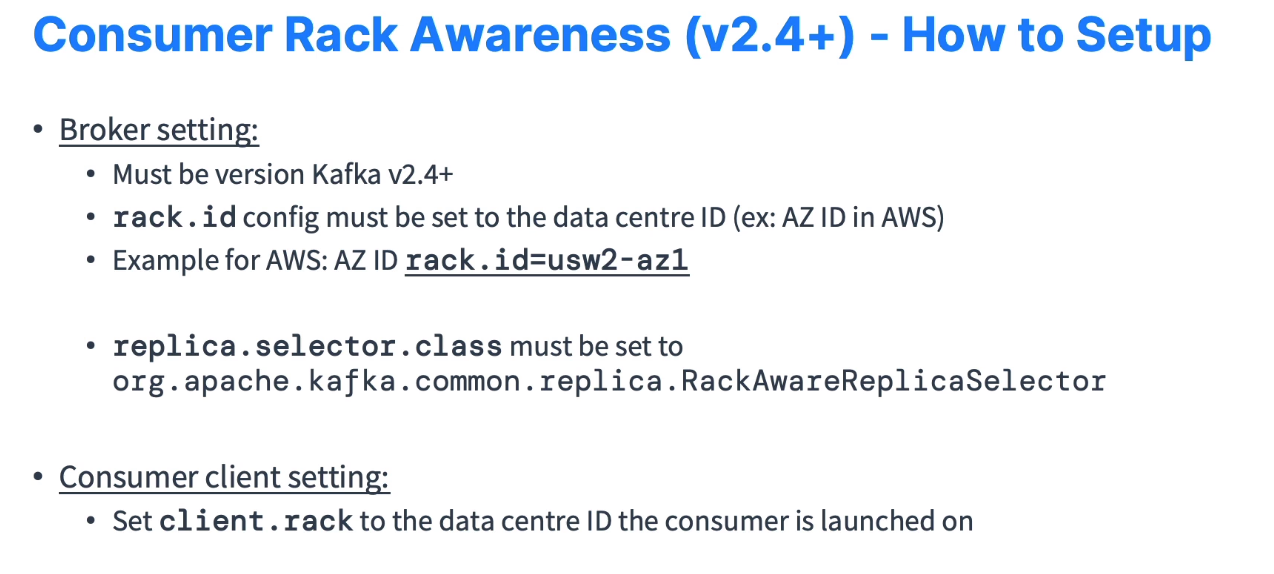 Consumer Rack Awareness (v2.4+) - How to Setup
• Broker setting:
• Must be version Kafka v2.4+
• rack.id config must be set to the data centre ID (ex: AZ ID in AWS)
• Example for AWS: AZ ID rack.id=usw2-az1
• replica.selector.class must be set to
org.apache.kafka.common.replica.RackAwareReplicaSelector
• Consumer client setting:
• Set client.rack to the data centre ID the consumer is launched on